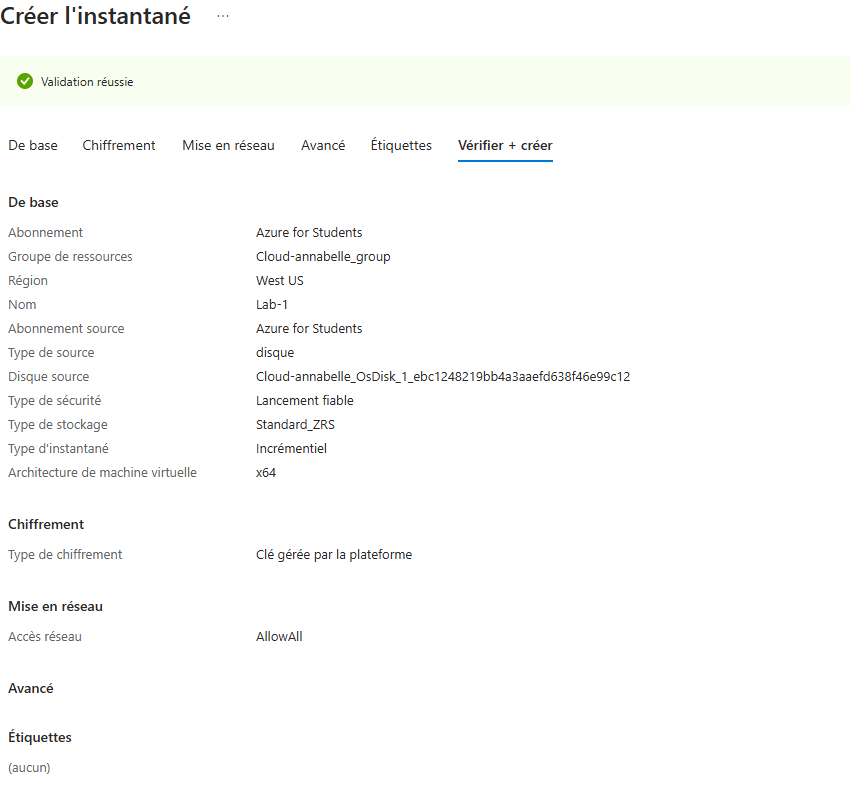 Créer l'instantané ...
Validation réussie
De base Chiffrement Mise en réseau Avancé Étiquettes Vérifier + créer
De base
Abonnement Azure for Students
Groupe de ressources Cloud-annabelle_group
Région West US
Nom Lab-1
Abonnement source Azure for Students
Type de source disque
Disque source Cloud-annabelle_OsDisk_1_ebc1248219bb4a3aaefd638f46e99c12
Type de sécurité Lancement fiable
Type de stockage Standard_ZRS
Type d'instantané Incrémentiel
Architecture de machine virtuelle x64
Chiffrement
Type de chiffrement Clé gérée par la plateforme
Mise en réseau
Accès réseau AllowAll
Avancé
Étiquettes
(aucun)